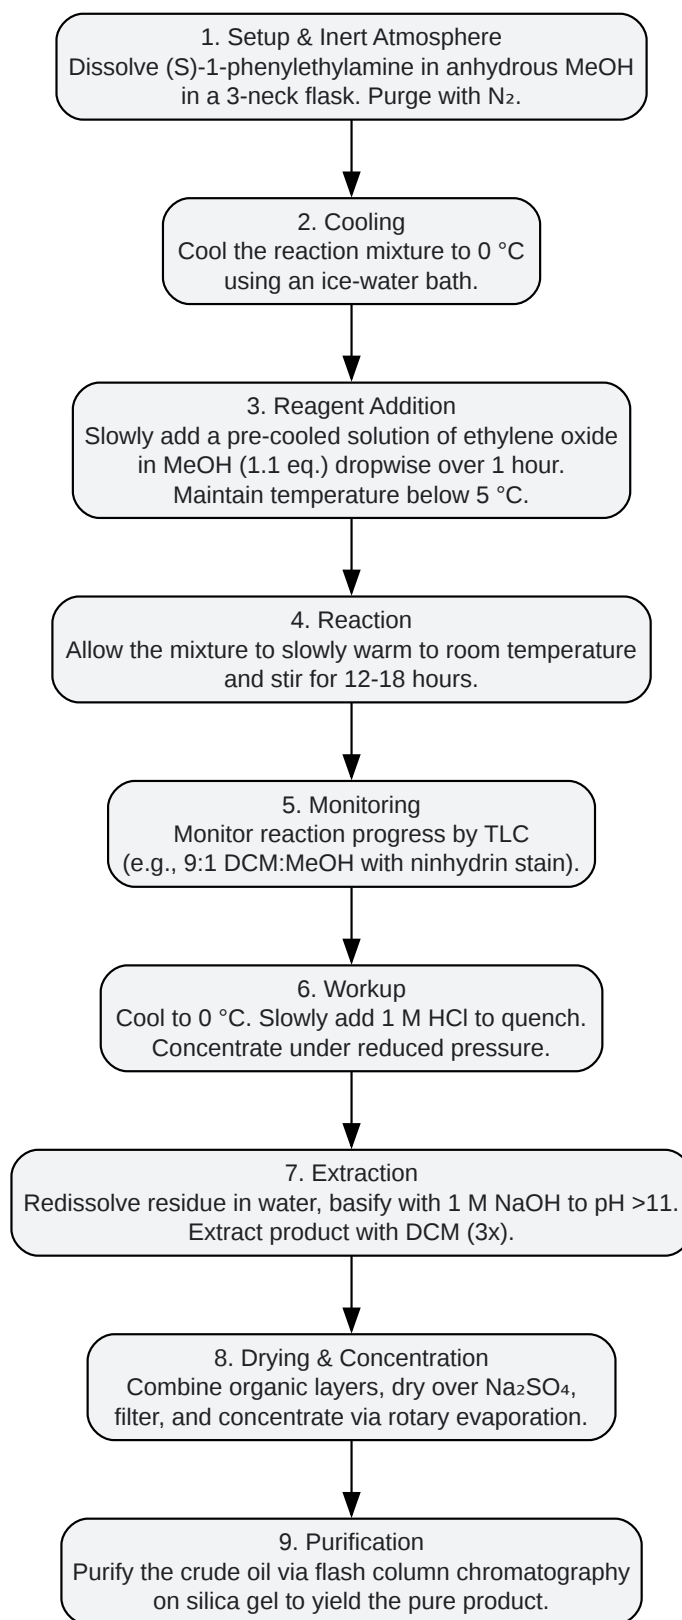 1. Setup & Inert Atmosphere
Dissolve (S)-1-phenylethylamine in anhydrous MeOH
in a 3-neck flask. Purge with N₂.
2. Cooling
Cool the reaction mixture to 0 °C
using an ice-water bath.
3. Reagent Addition
Slowly add a pre-cooled solution of ethylene oxide
in MeOH (1.1 eq.) dropwise over 1 hour.
Maintain temperature below 5 °C.
4. Reaction
Allow the mixture to slowly warm to room temperature
and stir for 12-18 hours.
5. Monitoring
Monitor reaction progress by TLC
(e.g., 9:1 DCM:MeOH with ninhydrin stain).
6. Workup
Cool to 0 °C. Slowly add 1 M HCl to quench.
Concentrate under reduced pressure.
7. Extraction
Redissolve residue in water, basify with 1 M NaOH to pH >11.
Extract product with DCM (3x).
8. Drying & Concentration
Combine organic layers, dry over Na₂SO₄,
filter, and concentrate via rotary evaporation.
9. Purification
Purify the crude oil via flash column chromatography
on silica gel to yield the pure product.